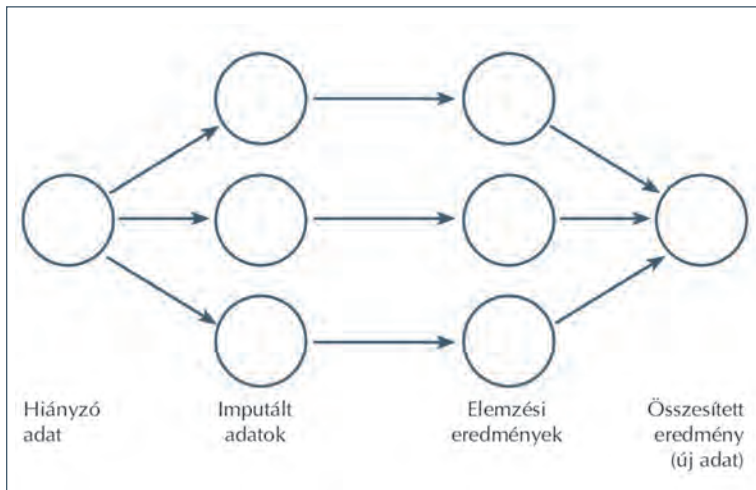 Hiányzó
adat
Imputált
adatok
Elemzési
eredmények
Összesített
eredmény
(új adat)